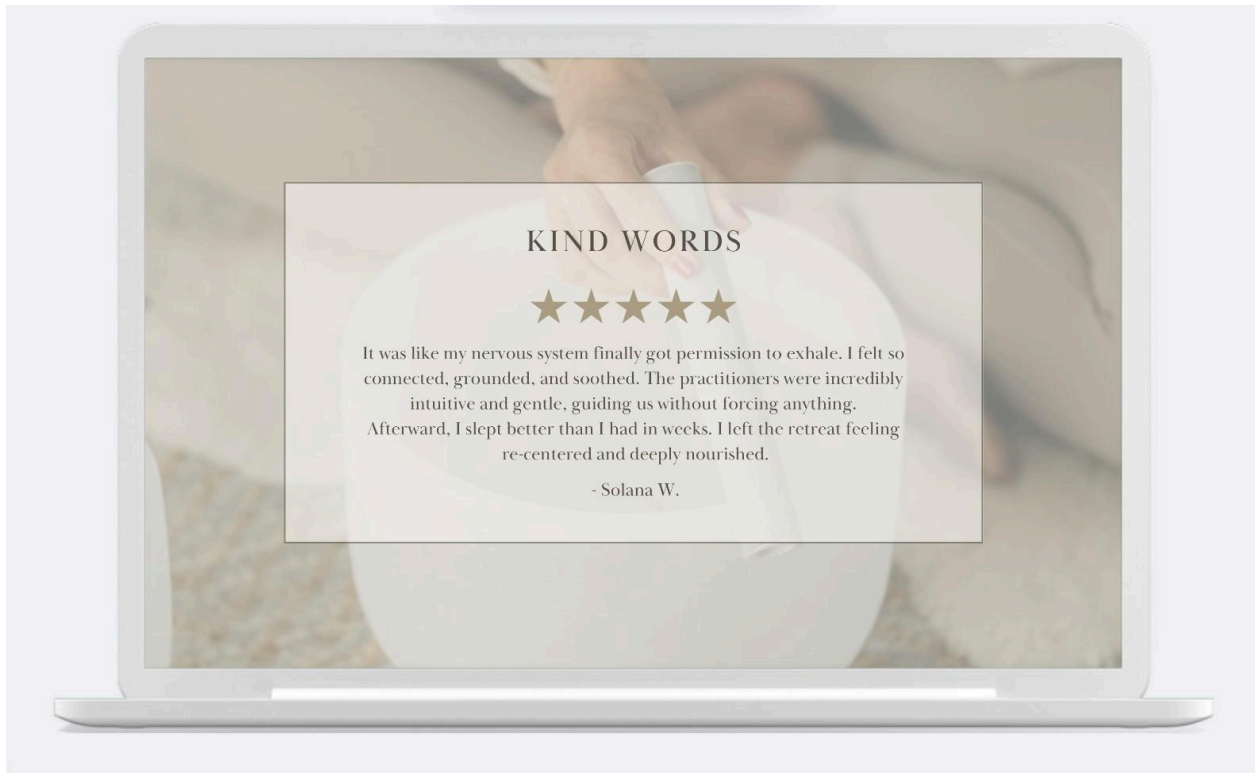 KIND WORDS
It was like my nervous system finally got permission to exhale. I felt so
connected, grounded, and soothed. The practitioners were incredibly
intuitive and gentle, guiding us without forcing anything.
Afterward, I slept better than I had in weeks. I left the retreat feeling
re-centered and deeply nourished.
- Solana W.